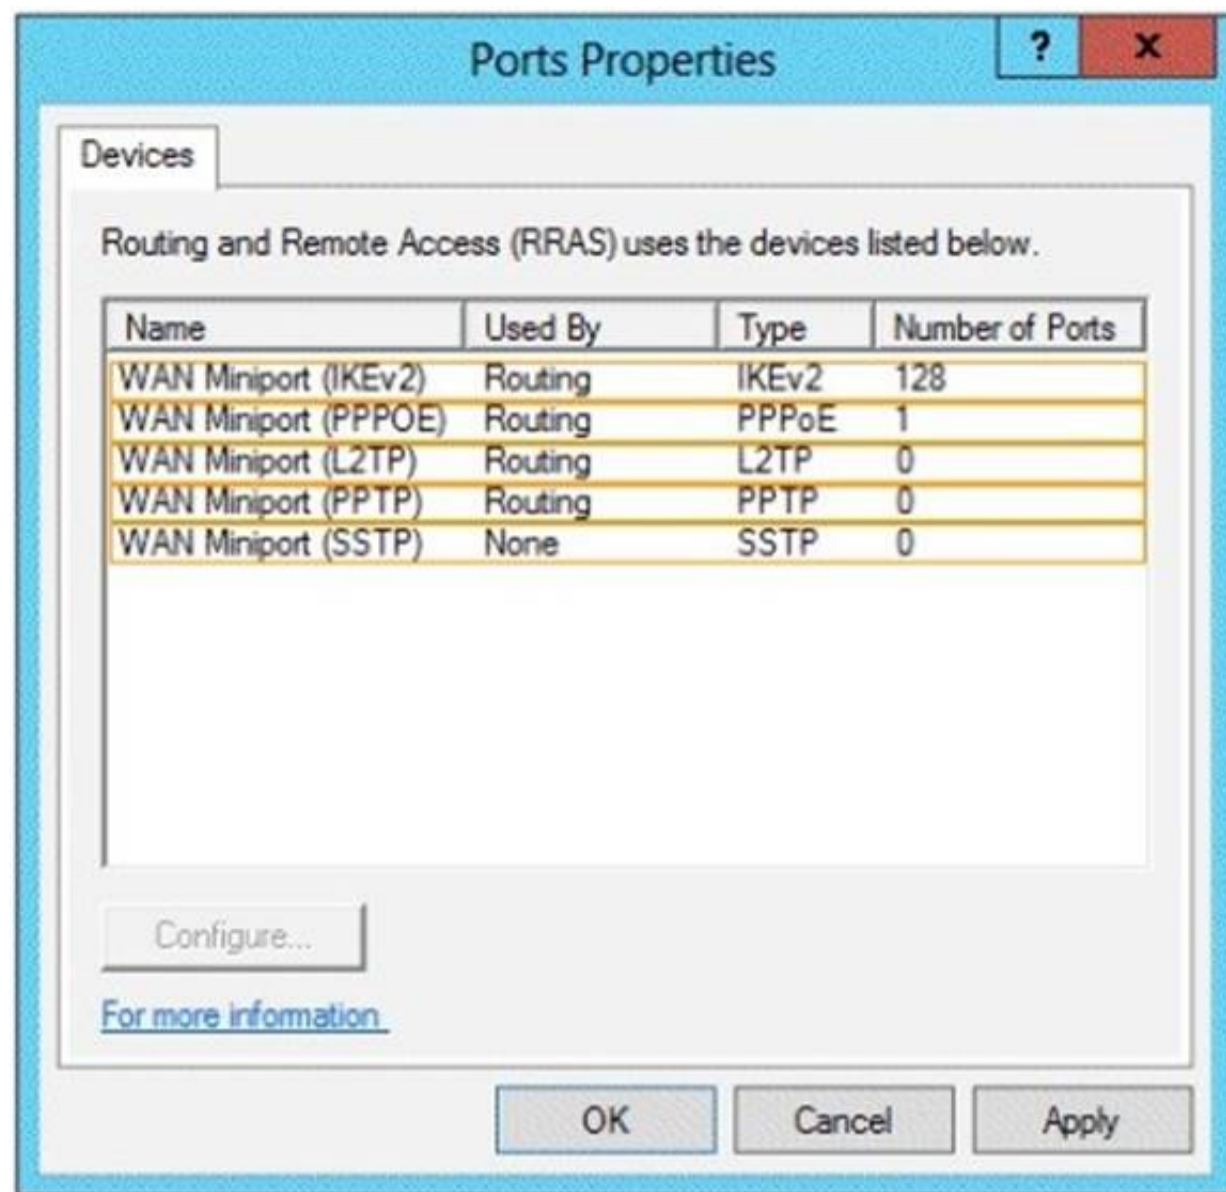 Ports Properties ? x
Devices
Routing and Remote Access (RRAS) uses the devices listed below.
Name Used By Type Number of Ports
WAN Miniport (IKEv2) Routing IKEv2 128
WAN Miniport (PPPOE) Routing PPPoE 1
WAN Miniport (L2TP) Routing L2TP 0
WAN Miniport (PPTP) Routing PPTP 0
WAN Miniport (SSTP) None SSTP 0
Configure...
For more information
OK Cancel Apply